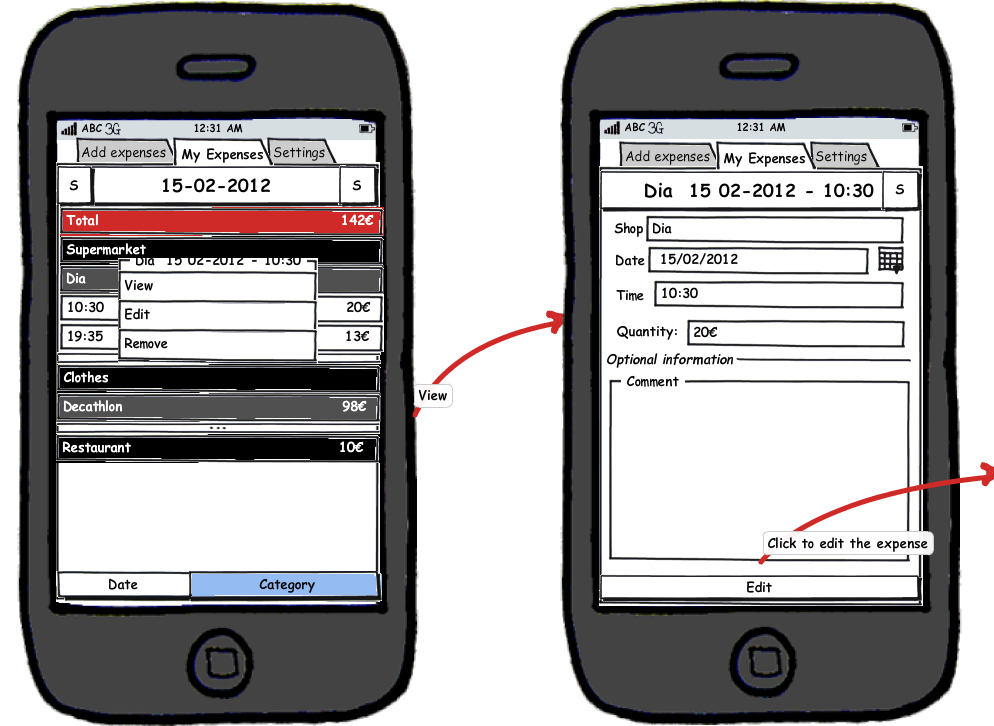 ABC 3G 12:31 AM
Add expenses My Expenses Settings
S 15-02-2012 S
Total 142€
Supermarket
Dia 15 02-2012 - 10:30
Dia
View
10:30 20€
Edit
19:35 13€
Remove
Clothes
Decathlon 98€
...
Restaurant 10€
Date Category
View
ABC 3G 12:31 AM
Add expenses My Expenses Settings
Dia 15 02-2012 - 10:30 S
Shop Dia
Date 15/02/2012
Time 10:30
Quantity: 20€
Optional information
Comment
Click to edit the expense
Edit